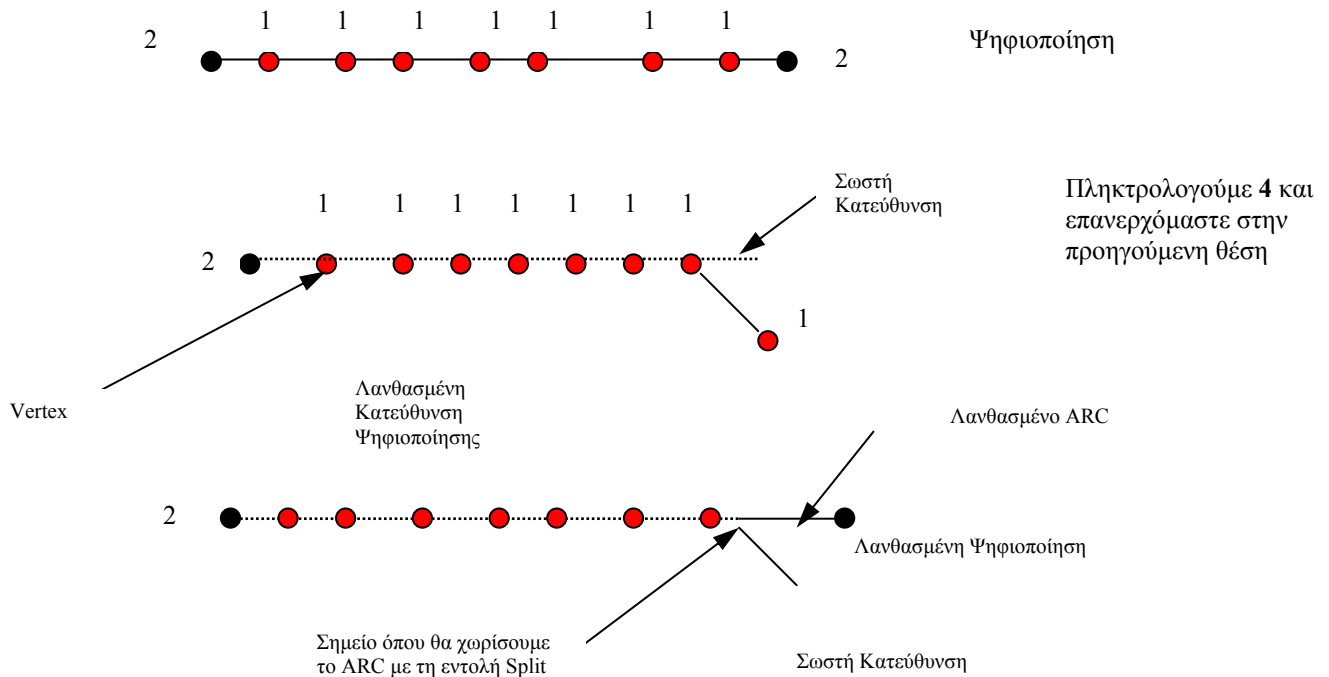 1 1 1 1 1 1 1
2
Ψηφιοποίηση
2
Σωστή
Κατεύθυνση
Πληκτρολογούμε 4 και
επανερχόμαστε στην
προηγούμενη θέση
1 1 1 1 1 1 1
2
1
Vertex
Λανθασμένη
Κατεύθυνση
Ψηφιοποίησης
Λανθασμένο ARC
2
Λανθασμένη Ψηφιοποίηση
Σημείο όπου θα χωρίσουμε
το ARC με τη εντολή Split
Σωστή Κατεύθυνση